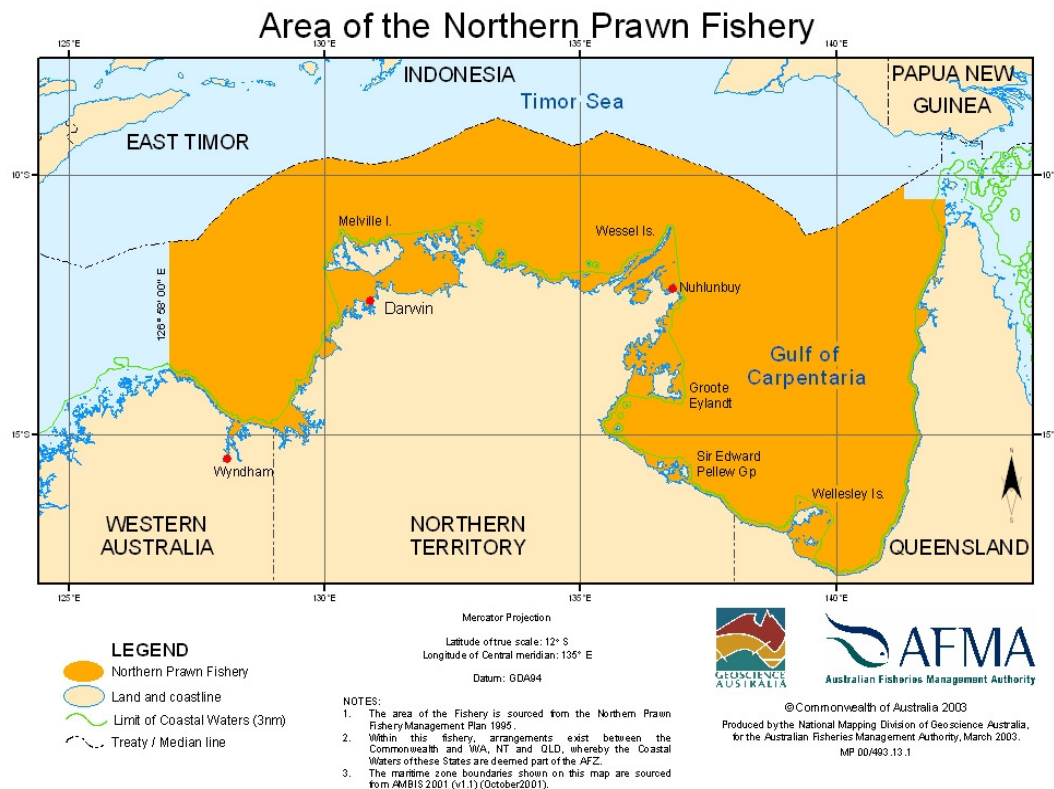 Area of the Northern Prawn Fishery
125°E
130°E
135°E
140°E
INDONESIA
PAPUA NEW
GUINEA
Timor Sea
EAST TIMOR
10°S
10°
Melville I.
Wessel Is.
126° 58' 00'' E
Nuhlunbuy
Darwin
Gulf of
Carpentaria
Groote
Eylandt
15°S
15°
Sir Edward
Pellew Gp
Wyndham
N
S
Wellesley Is.
WESTERN
AUSTRALIA
NORTHERN
TERRITORY
QUEENSLAND
125°E
130°E
135°E
140°E
Mercator Projection
Latitude of true scale: 12° S
Longitude of Central meridian: 135° E
Datum: GDA94
LEGEND
Northern Prawn Fishery
Land and coastline
Limit of Coastal Waters (3nm)
Treaty / Median line
NOTES:
1. The area of the Fishery is sourced from the Northern Prawn
Fishery Management Plan 1995.
2. Within this fishery, arrangements exist between the
Commonwealth and WA, NT and QLD, whereby the Coastal
Waters of these States are deemed part of the AFZ.
3. The maritime zone boundaries shown on this map are sourced
from AMBIS 2001 (v1.1) (October2001).
GEOSCIENCE
AUSTRALIA
AFMA
Australian Fisheries Management Authority
©Commonwealth of Australia 2003
Produced by the National Mapping Division of Geoscience Australia,
for the Australian Fisheries Management Authority, March 2003.
MP 00/493.13.1